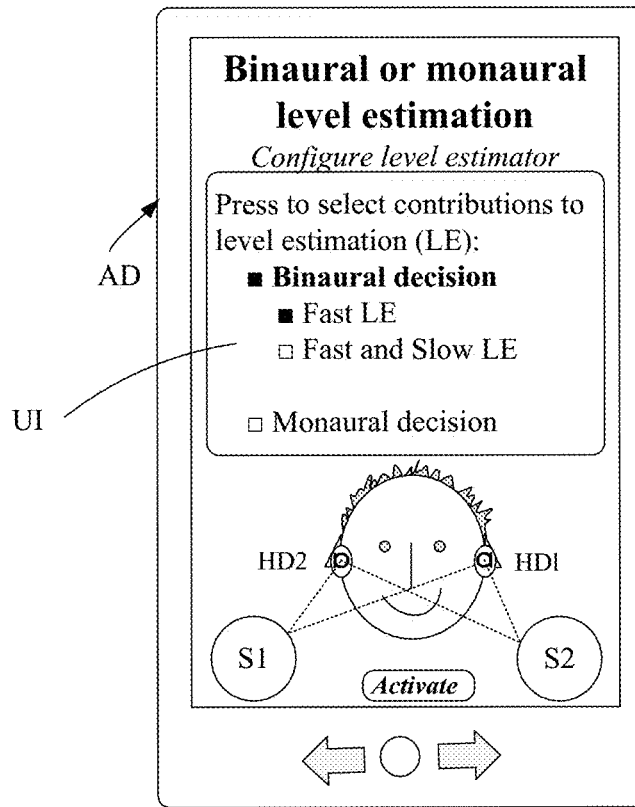 Binaural or monaural
level estimation
Configure level estimator
Press to select contributions to
level estimation (LE):
Binaural decision
Fast LE
Fast and Slow LE
Monaural decision
AD
UI
HD2
HD1
S1
S2
Activate